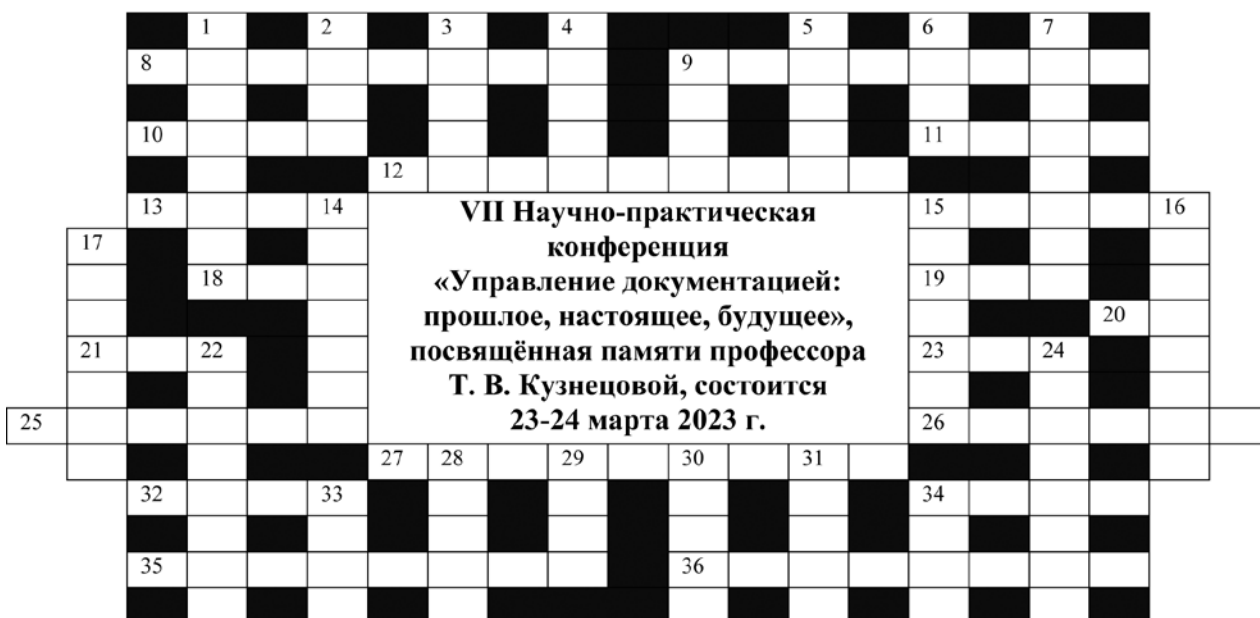 1 2 3 4 5 6 7
8 9
10 11
12
13 14 VII Научно-практическая 15 16
17 конференция
18 «Управление документацией: 19
прошлое, настоящее, будущее», 20
21 22 посвящённая памяти профессора 23 24
Т. В. Кузнецовой, состоится
25 23-24 марта 2023 г. 26
27 28 29 30 31
32 33 34
35 36